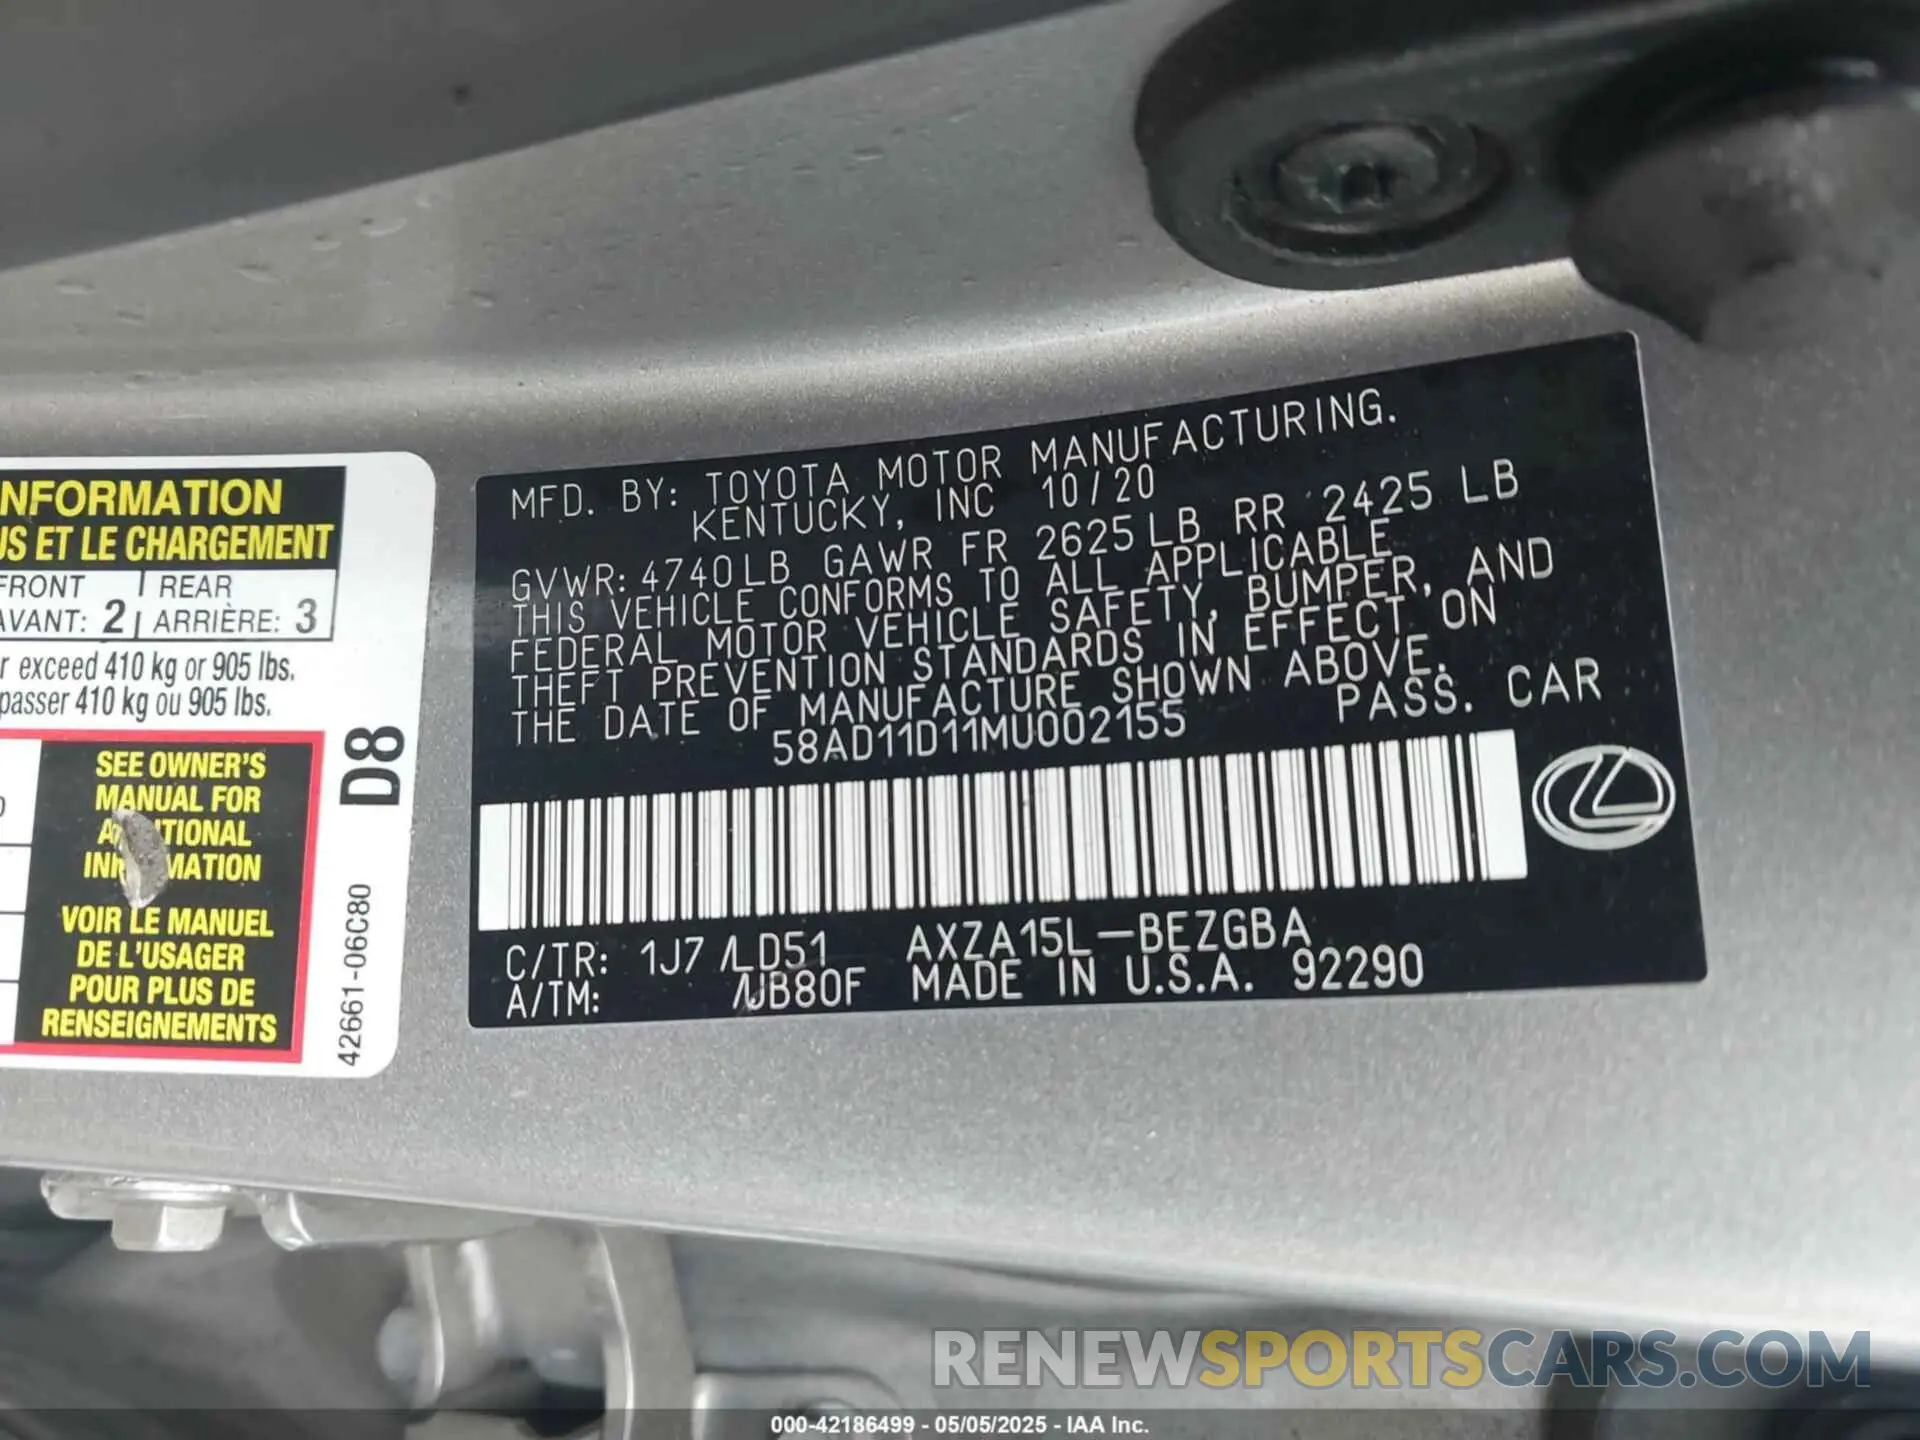 NFORMATION
US ET LE CHARGEMENT
FRONT REAR
AVANT: 2 ARRIÈRE: 3
r exceed 410 kg or 905 lbs.
passer 410 kg ou 905 lbs.
SEE OWNER'S
MANUAL FOR
VOIR LE MANUEL
DE L'USAGER
POUR PLUS DE
RENSEIGNEMENTS
D8
42661-06C80
MFD. BY: TOYOTA MOTOR MANUFACTURING.
KENTUCKY, INC 10/20
GVWR: 4740LB GAWR FR 2625 LB RR 2425 LB
THIS VEHICLE CONFORMS TO ALL APPLICABLE
FEDERAL MOTOR VEHICLE SAFETY, BUMPER, AND
THEFT PREVENTION STANDARDS IN EFFECT ON
THE DATE OF MANUFACTURE SHOWN ABOVE.
58AD11D11MU002155 PASS. CAR
C/TR: 1J7 /LD51 AXZA15L-BEZGBA
A/TM: /UB80F MADE IN U.S.A. 92290
RENEWSPORTSCARS.COM
000-42186499 - 05/05/2025 - IAA Inc.